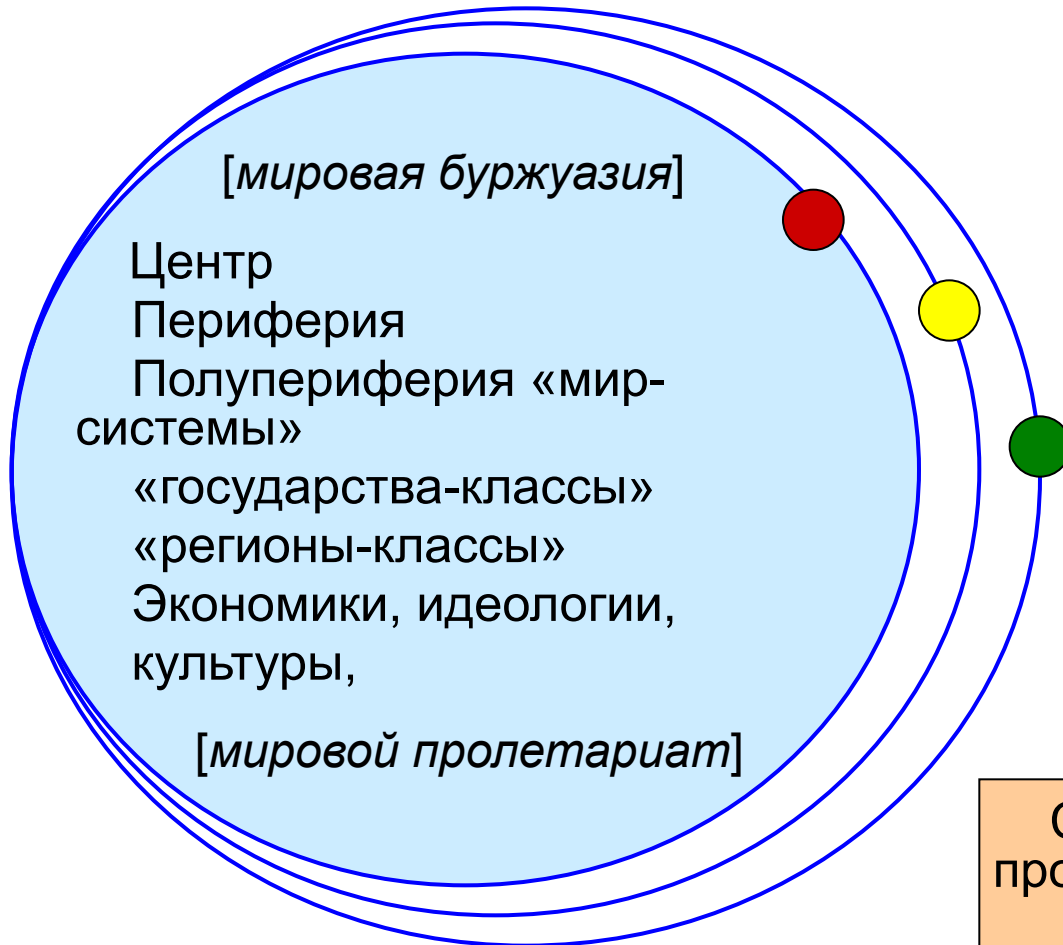 [мировая буржуазия]
Центр
Периферия
Полупериферия «мир-
системы»
«государства-классы»
«регионы-классы»
Экономики, идеологии,
культуры,
[мировой пролетариат]